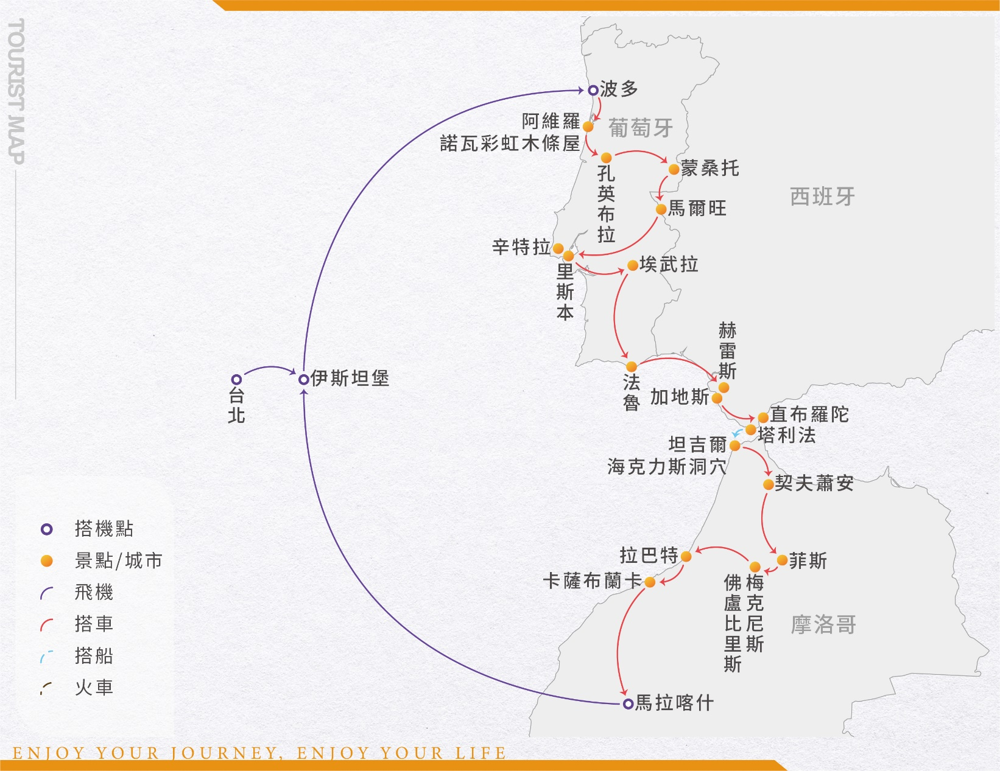 TOURIST MAP
波多
阿維羅
諾瓦彩虹木條屋
葡萄牙
孔英布拉
蒙桑托
西班牙
馬爾旺
辛特拉
里斯本
埃武拉
赫雷斯
伊斯坦堡
台北
法魯
加地斯
直布羅陀
塔利法
坦吉爾
海克力斯洞穴
契夫蕭安
拉巴特
菲斯
卡薩布蘭卡
佛盧比里斯
梅克尼斯
摩洛哥
馬拉喀什
搭機點
景點/城市
飛機
搭車
搭船
火車
ENJOY YOUR JOURNEY, ENJOY YOUR LIFE